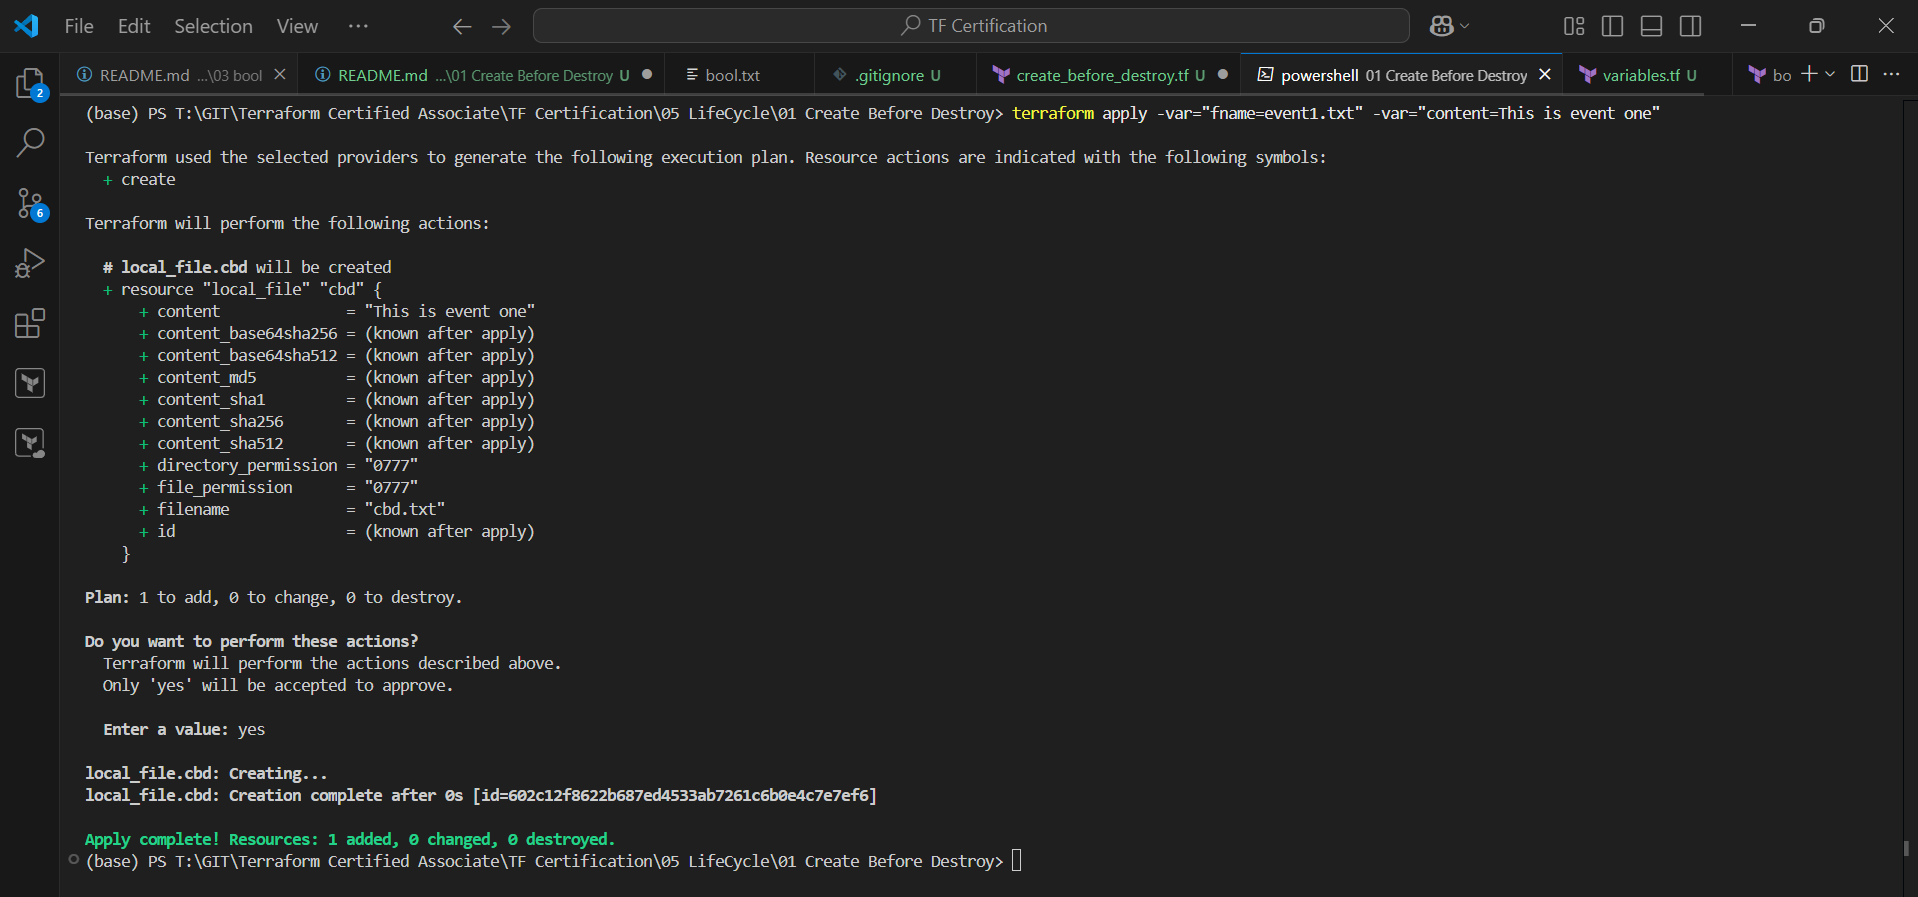 File Edit Selection View ··· TF Certification
README.md ...\03 bool README.md ...\01 Create Before Destroy U bool.txt .gitignore U create_before_destroy.tf U powershell 01 Create Before Destroy variables.tf U bo ···
2
6
(base) PS T:\GIT\Terraform Certified Associate\TF Certification\05 LifeCycle\01 Create Before Destroy> terraform apply -var="fname=event1.txt" -var="content=This is event one"
Terraform used the selected providers to generate the following execution plan. Resource actions are indicated with the following symbols:
+ create
Terraform will perform the following actions:
# local_file.cbd will be created
+ resource "local_file" "cbd" {
+ content = "This is event one"
+ content_base64sha256 = (known after apply)
+ content_base64sha512 = (known after apply)
+ content_md5 = (known after apply)
+ content_sha1 = (known after apply)
+ content_sha256 = (known after apply)
+ content_sha512 = (known after apply)
+ directory_permission = "0777"
+ file_permission = "0777"
+ filename = "cbd.txt"
+ id = (known after apply)
}
Plan: 1 to add, 0 to change, 0 to destroy.
Do you want to perform these actions?
Terraform will perform the actions described above.
Only 'yes' will be accepted to approve.
Enter a value: yes
local_file.cbd: Creating...
local_file.cbd: Creation complete after 0s [id=602c12f8622b687ed4533ab7261c6b0e4c7e7ef6]
Apply complete! Resources: 1 added, 0 changed, 0 destroyed.
(base) PS T:\GIT\Terraform Certified Associate\TF Certification\05 LifeCycle\01 Create Before Destroy>